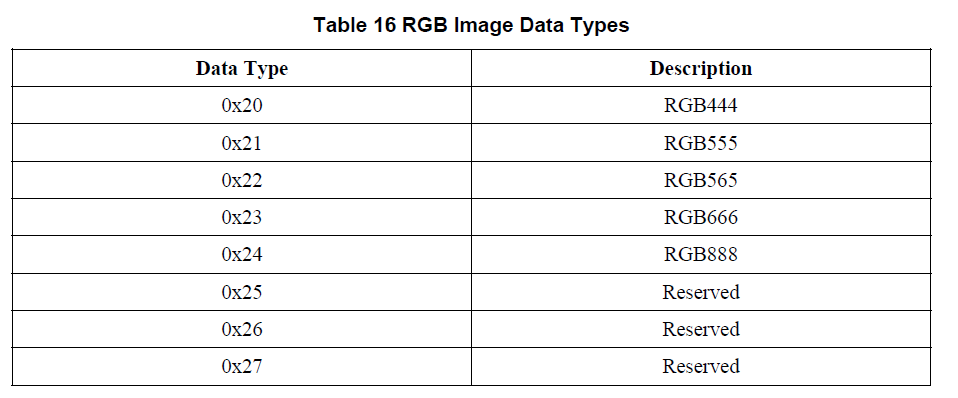 Table 16 RGB Image Data Types
Data Type Description
0x20 RGB444
0x21 RGB555
0x22 RGB565
0x23 RGB666
0x24 RGB888
0x25 Reserved
0x26 Reserved
0x27 Reserved